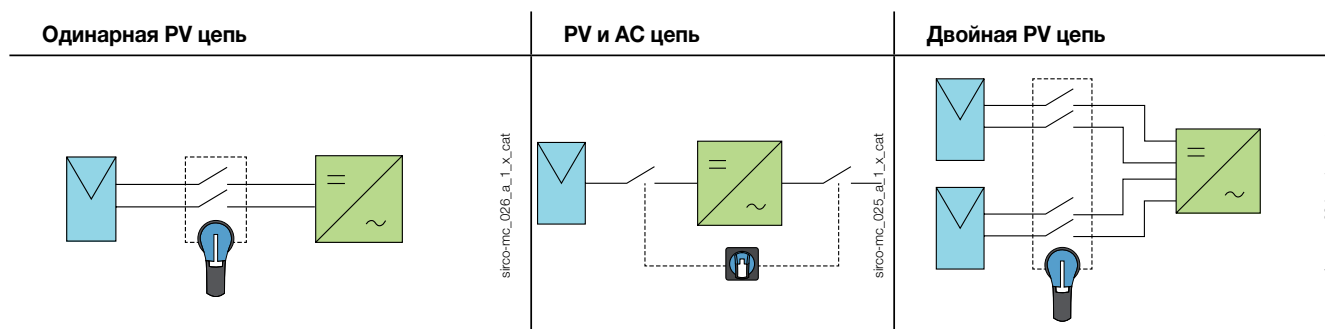 Одинарная PV цепь
PV и AC цепь
Двойная PV цепь
sirco-mc_026_a_1_x_cat
sirco-mc_025_a_1_x_cat